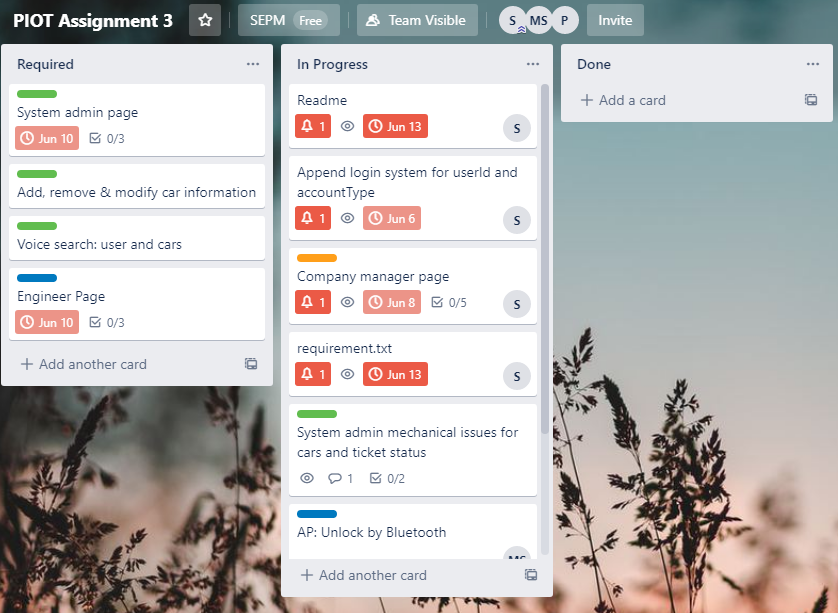 PIOT Assignment 3
SEPM Free
Team Visible
S MS P
Invite
Required
System admin page
Jun 10 0/3
Add, remove & modify car information
Voice search: user and cars
Engineer Page
Jun 10 0/3
+ Add another card
In Progress
Readme
1 Jun 13 S
Append login system for userId and
accountType
1 Jun 6 S
Company manager page
1 Jun 8 0/5 S
requirement.txt
1 Jun 13 S
System admin mechanical issues for
cars and ticket status
1 0/2
AP: Unlock by Bluetooth
MS
+ Add another card
Done
+ Add a card